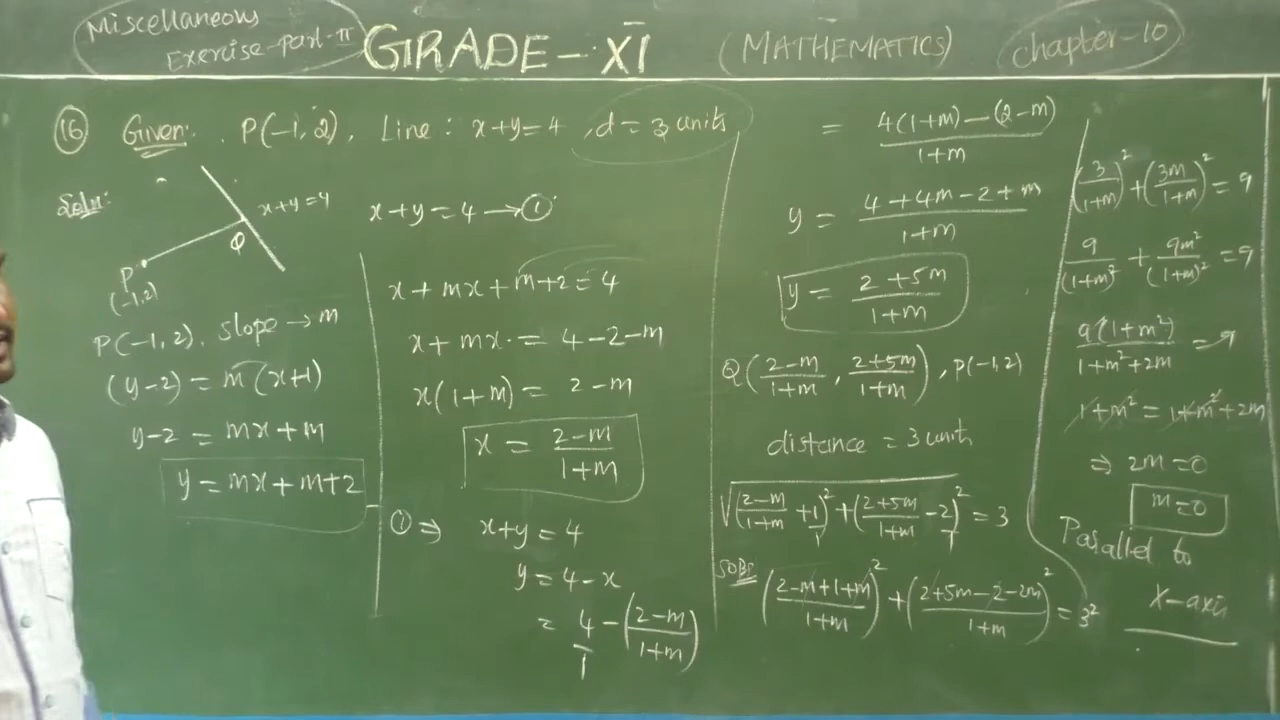 Miscellaneous
Exercise-part-II
GRADE-XI
(MATHEMATICS)
chapter-10
(16) Given: P(-1,2), Line: x+y=4, d=3 units
Soln:
x+y=4
Q
P
(-1,2)
P(-1,2), slope → m
(y-2) = m(x+1)
y-2 = mx+m
y = mx+m+2
x+y=4 → ①
x+mx+m+2=4
x+mx = 4-2-m
x(1+m) = 2-m
x = (2-m)/(1+m)
① ⇒ x+y=4
y = 4-x
= 4/1 - ((2-m)/(1+m))
= (4(1+m)-(2-m))/(1+m)
y = (4+4m-2+m)/(1+m)
y = (2+5m)/(1+m)
Q((2-m)/(1+m), (2+5m)/(1+m)), P(-1,2)
distance = 3 units
√(((2-m)/(1+m) + 1/1)² + ((2+5m)/(1+m) - 2/1)²) = 3
SOBS
((2-m+1+m)/(1+m))² + ((2+5m-2-2m)/(1+m))² = 3²
(3/(1+m))² + (3m/(1+m))² = 9
9/(1+m)² + 9m²/(1+m)² = 9
9(1+m²)/(1+m²+2m) = 9
1+m² = 1+m²+2m
⇒ 2m=0
m=0
Parallel to
X-axis